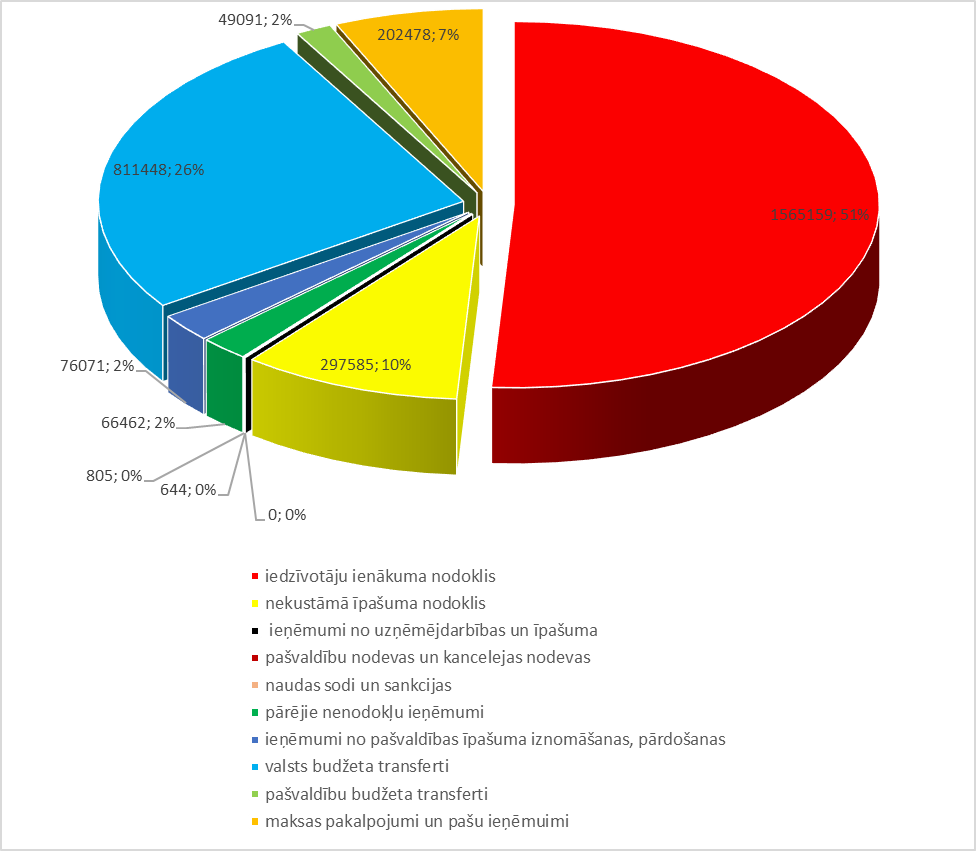 49091; 2%
202478; 7%
811448; 26%
1565159; 51%
297585; 10%
76071; 2%
66462; 2%
805; 0%
644; 0%
0; 0%
iedzīvotāju ienākuma nodoklis
nekustāmā īpašuma nodoklis
ieņēmumi no uzņēmējdarbības un īpašuma
pašvaldību nodevas un kancelejas nodevas
naudas sodi un sankcijas
pārējie nenodokļu ieņēmumi
ieņēmumi no pašvaldības īpašuma iznomāšanas, pārdošanas
valsts budžeta transferti
pašvaldību budžeta transferti
maksas pakalpojumi un pašu ieņēmuimi